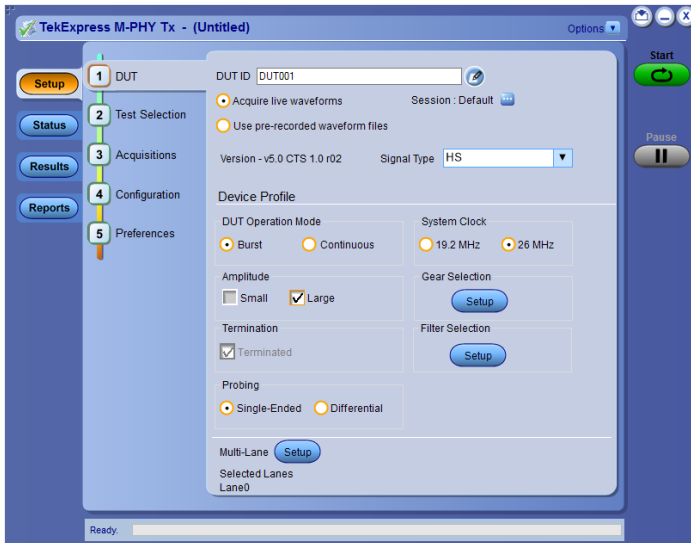 TekExpress M-PHY Tx - (Untitled)
Options
Start
Pause
Setup
Status
Results
Reports
1 DUT
2 Test Selection
3 Acquisitions
4 Configuration
5 Preferences
DUT ID DUT001
Acquire live waveforms
Session : Default
Use pre-recorded waveform files
Version - v5.0 CTS 1.0 r02
Signal Type HS
Device Profile
DUT Operation Mode
Burst Continuous
System Clock
19.2 MHz 26 MHz
Amplitude
Small Large
Gear Selection
Setup
Termination
Terminated
Filter Selection
Setup
Probing
Single-Ended Differential
Multi-Lane Setup
Selected Lanes
Lane0
Ready.